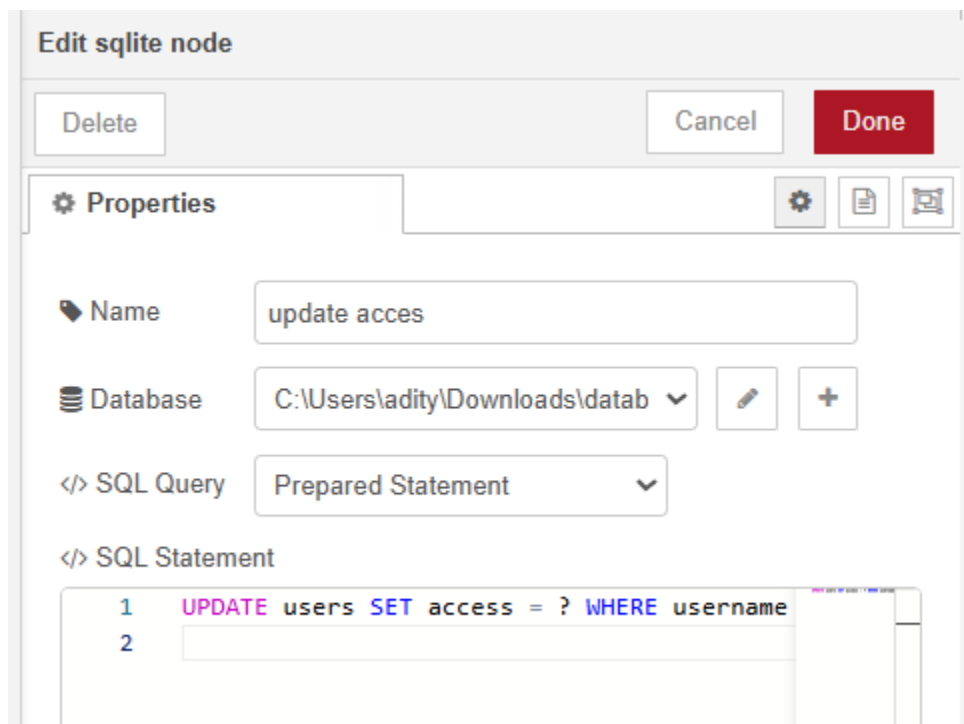 Edit sqlite node
Delete
Cancel
Done
Properties
Name
update acces
Database
C:\Users\adity\Downloads\datab
</> SQL Query
Prepared Statement
</> SQL Statement
1 UPDATE users SET access = ? WHERE username
2